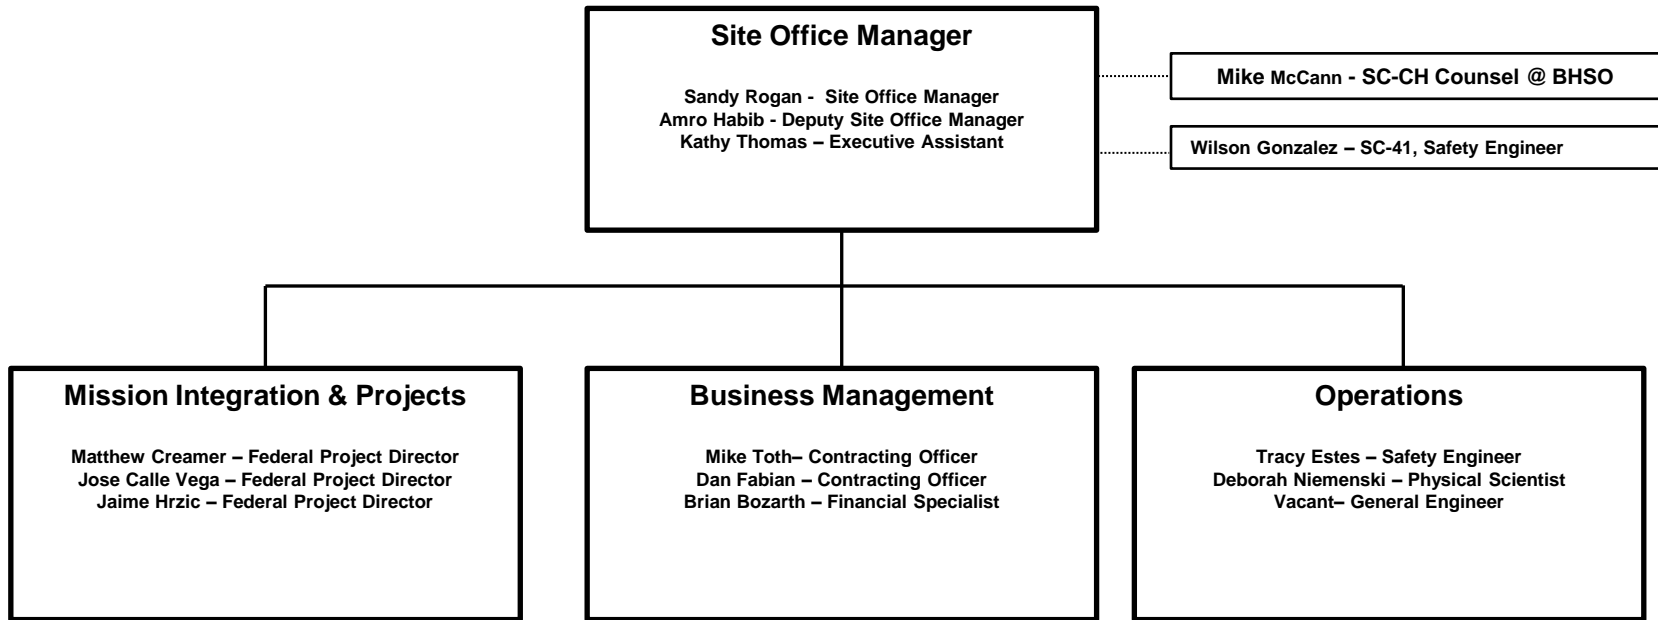 Site Office Manager
Sandy Rogan - Site Office Manager
Amro Habib - Deputy Site Office Manager
Kathy Thomas – Executive Assistant
Mike McCann - SC-CH Counsel @ BHSO
Wilson Gonzalez – SC-41, Safety Engineer
Mission Integration & Projects
Matthew Creamer – Federal Project Director
Jose Calle Vega – Federal Project Director
Jaime Hrzic – Federal Project Director
Business Management
Mike Toth– Contracting Officer
Dan Fabian – Contracting Officer
Brian Bozarth – Financial Specialist
Operations
Tracy Estes – Safety Engineer
Deborah Niemenski – Physical Scientist
Vacant– General Engineer